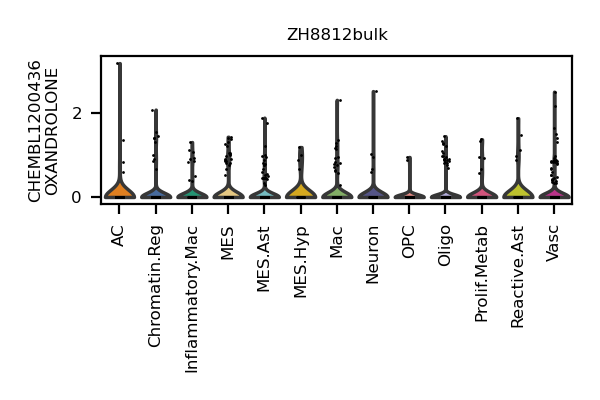 ZH8812bulk
CHEMBL1200436
OXANDROLONE
2
0
AC
Chromatin.Reg
Inflammatory.Mac
MES
MES.Ast
MES.Hyp
Mac
Neuron
OPC
Oligo
Prolif.Metab
Reactive.Ast
Vasc